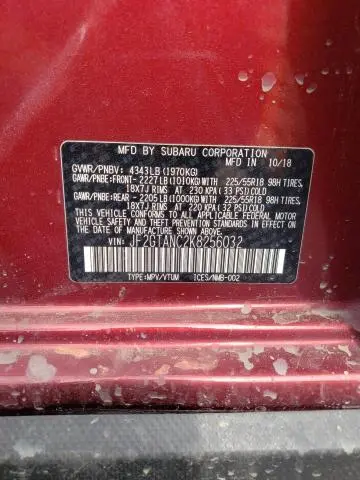 MFD BY SUBARU CORPORATION
MFD IN 10/18
GVWR/PNBV: 4343LB (1970KG)
GAWR/PNBE:FRONT- 2227LB(1010KG)WITH 225/55R18 98H TIRES,
18X7J RIMS AT 230 KPA(33 PSI)COLD
GAWR/PNBE:REAR - 2205LB(1000KG)WITH 225/55R18 98H TIRES,
18X7J RIMS AT 220 KPA(32 PSI)COLD
THIS VEHICLE CONFORMS TO ALL APPLICABLE FEDERAL MOTOR
VEHICLE SAFETY, BUMPER, AND THEFT PREVENTION STANDARDS
IN EFFECT ON THE DATE OF MANUFACTURE SHOWN ABOVE.
VIN: JF2GTANC2K8256032
TYPE:MPV/VTUM ICES/NMB-002